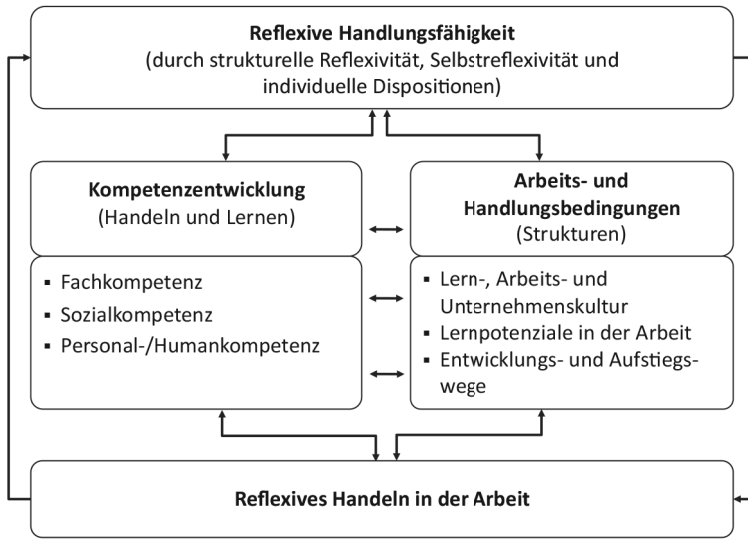 Reflexive Handlungsfähigkeit
(durch strukturelle Reflexivität, Selbstreflexivität und
individuelle Dispositionen)
Kompetenzentwicklung
(Handeln und Lernen)
▪ Fachkompetenz
▪ Sozialkompetenz
▪ Personal-/Humankompetenz
Arbeits- und
Handlungsbedingungen
(Strukturen)
▪ Lern-, Arbeits- und
Unternehmenskultur
▪ Lernpotenziale in der Arbeit
▪ Entwicklungs- und Aufstiegs-
wege
Reflexives Handeln in der Arbeit